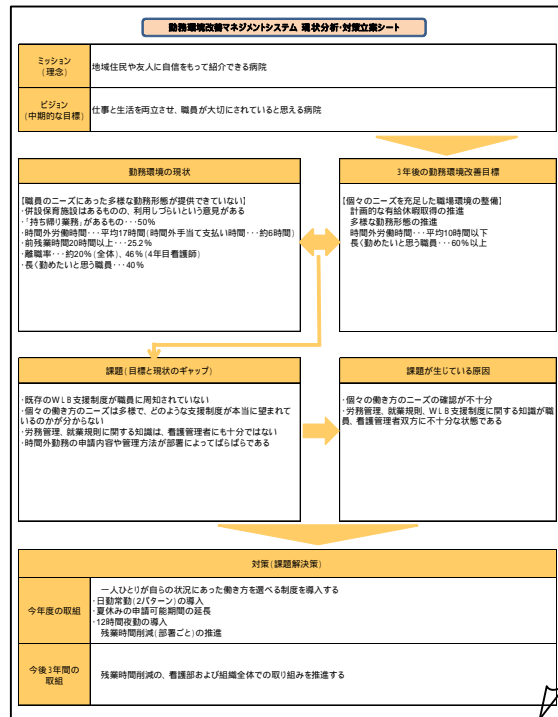 勤務環境改善マネジメントシステム 現状分析・対策立案シート
ミッション
(理念)
地域住民や友人に自信をもって紹介できる病院
ビジョン
(中期的な目標)
仕事と生活を両立させ、職員が大切にされていると思える病院
勤務環境の現状
【職員のニーズにあった多様な勤務形態が提供できていない】
・併設保育施設はあるものの、利用しづらいという意見がある
・「持ち帰り業務」があるもの・・・50%
・時間外労働時間・・・平均17時間(時間外手当て支払い時間・・・約6時間)
・前残業時間20時間以上・・・25.2%
・離職率・・・約20%(全体)、46%(4年目看護師)
・長く勤めたいと思う職員・・・40%
3年後の勤務環境改善目標
【個々のニーズを充足した職場環境の整備】
計画的な有給休暇取得の推進
多様な勤務形態の推進
時間外労働時間・・・平均10時間以下
長く勤めたいと思う職員・・・60%以上
課題(目標と現状のギャップ)
・既存のWLB支援制度が職員に周知されていない
・個々の働き方のニーズは多様で、どのような支援制度が本当に望まれて
いるのかが分からない
・労務管理、就業規則に関する知識は、看護管理者にも十分ではない
・時間外勤務の申請内容や管理方法が部署によってばらばらである
課題が生じている原因
・個々の働き方のニーズの確認が不十分
・労務管理、就業規則、WLB支援制度に関する知識が職
員、看護管理者双方に不十分な状態である
対策(課題解決策)
今年度の取組
一人ひとりが自らの状況にあった働き方を選べる制度を導入する
・日勤常勤(2パターン)の導入
・夏休みの申請可能期間の延長
・12時間夜勤の導入
残業時間削減(部署ごと)の推進
今後3年間の
取組
残業時間削減の、看護部および組織全体での取り組みを推進する